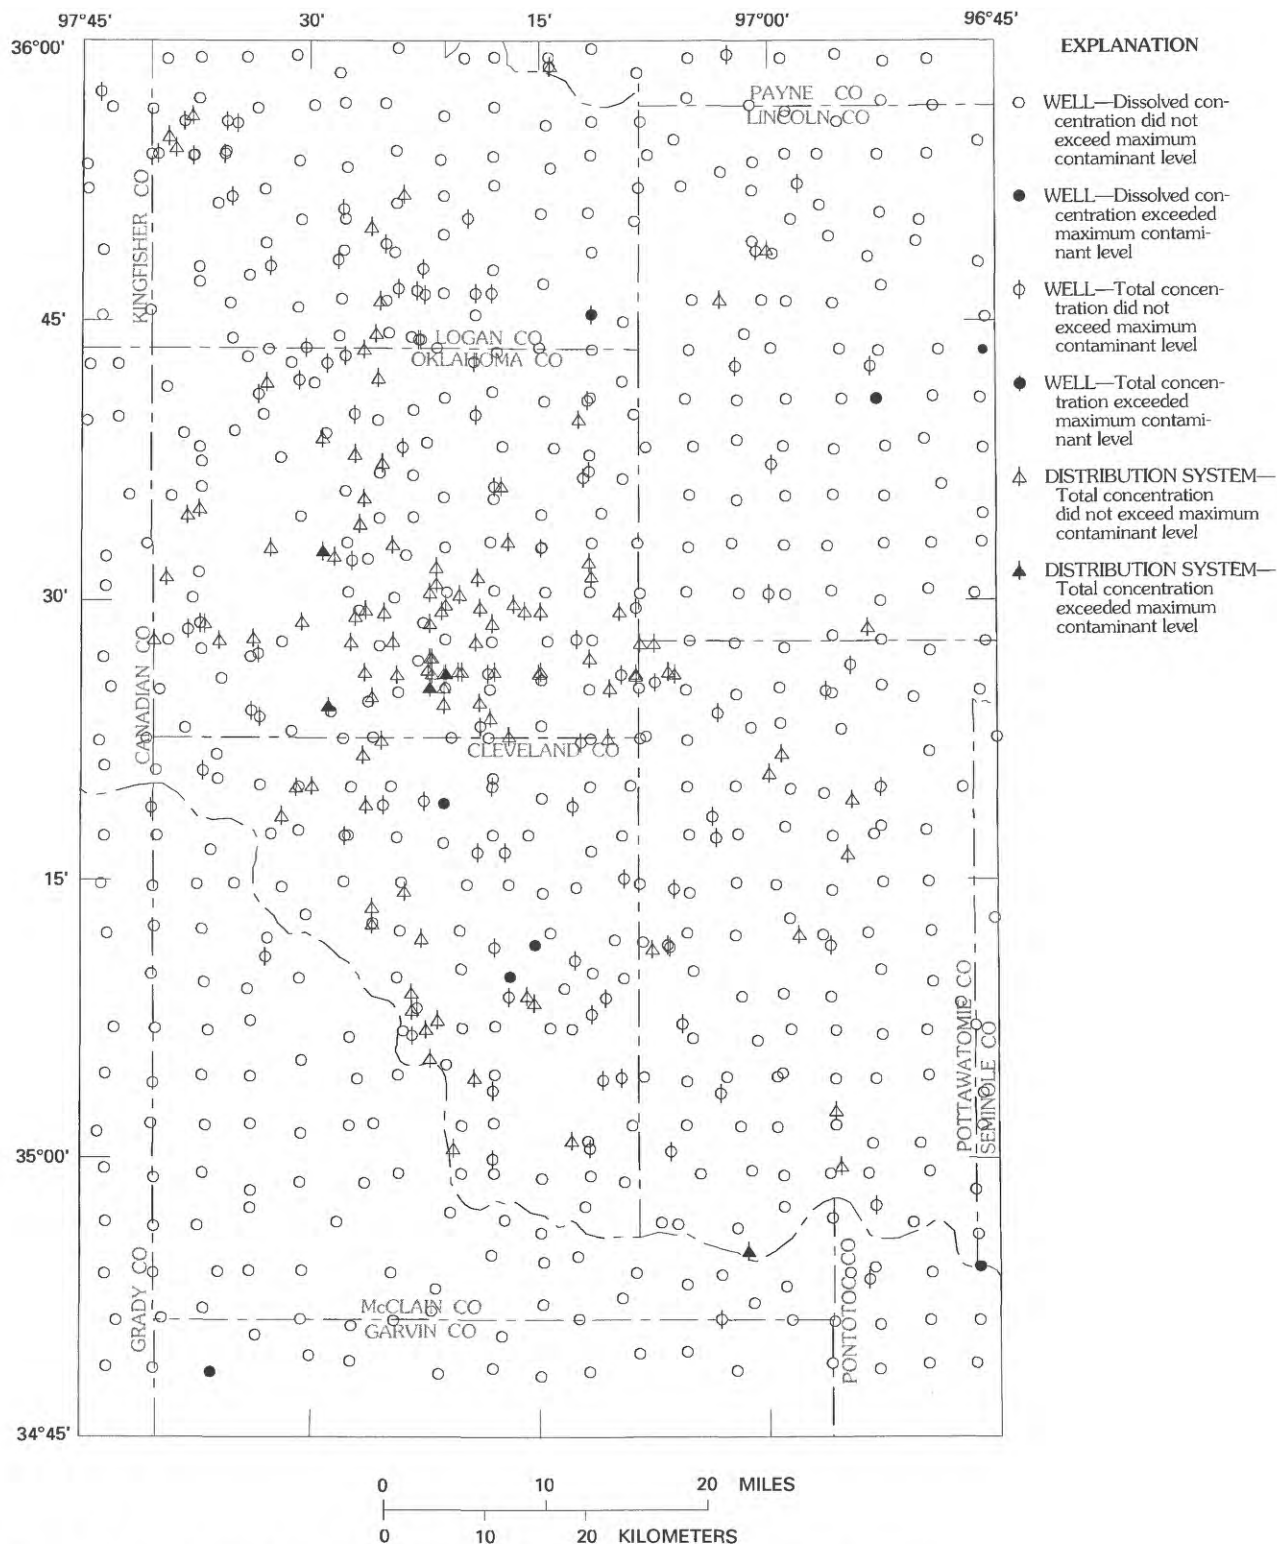 97°45' 30' 15' 97°00' 96°45'
36°00'
EXPLANATION
PAYNE CO
LINCOLN CO
WELL—Dissolved con-
centration did not
exceed maximum
contaminant level
KINGFISHER CO
WELL—Dissolved con-
centration exceeded
maximum contami-
nant level
WELL—Total concen-
tration did not
exceed maximum
contaminant level
45'
LOGAN CO
OKLAHOMA CO
WELL—Total concen-
tration exceeded
maximum contami-
nant level
DISTRIBUTION SYSTEM—
Total concentration
did not exceed maximum
contaminant level
DISTRIBUTION SYSTEM—
Total concentration
exceeded maximum
contaminant level
30'
CANADIAN CO
CLEVELAND CO
15'
POTTAWATOMIE CO
SEMINOLE CO
35°00'
GRADY CO
McCLAIN CO
GARVIN CO
PONTOTOC CO
34°45'
0 10 20 MILES
0 10 20 KILOMETERS